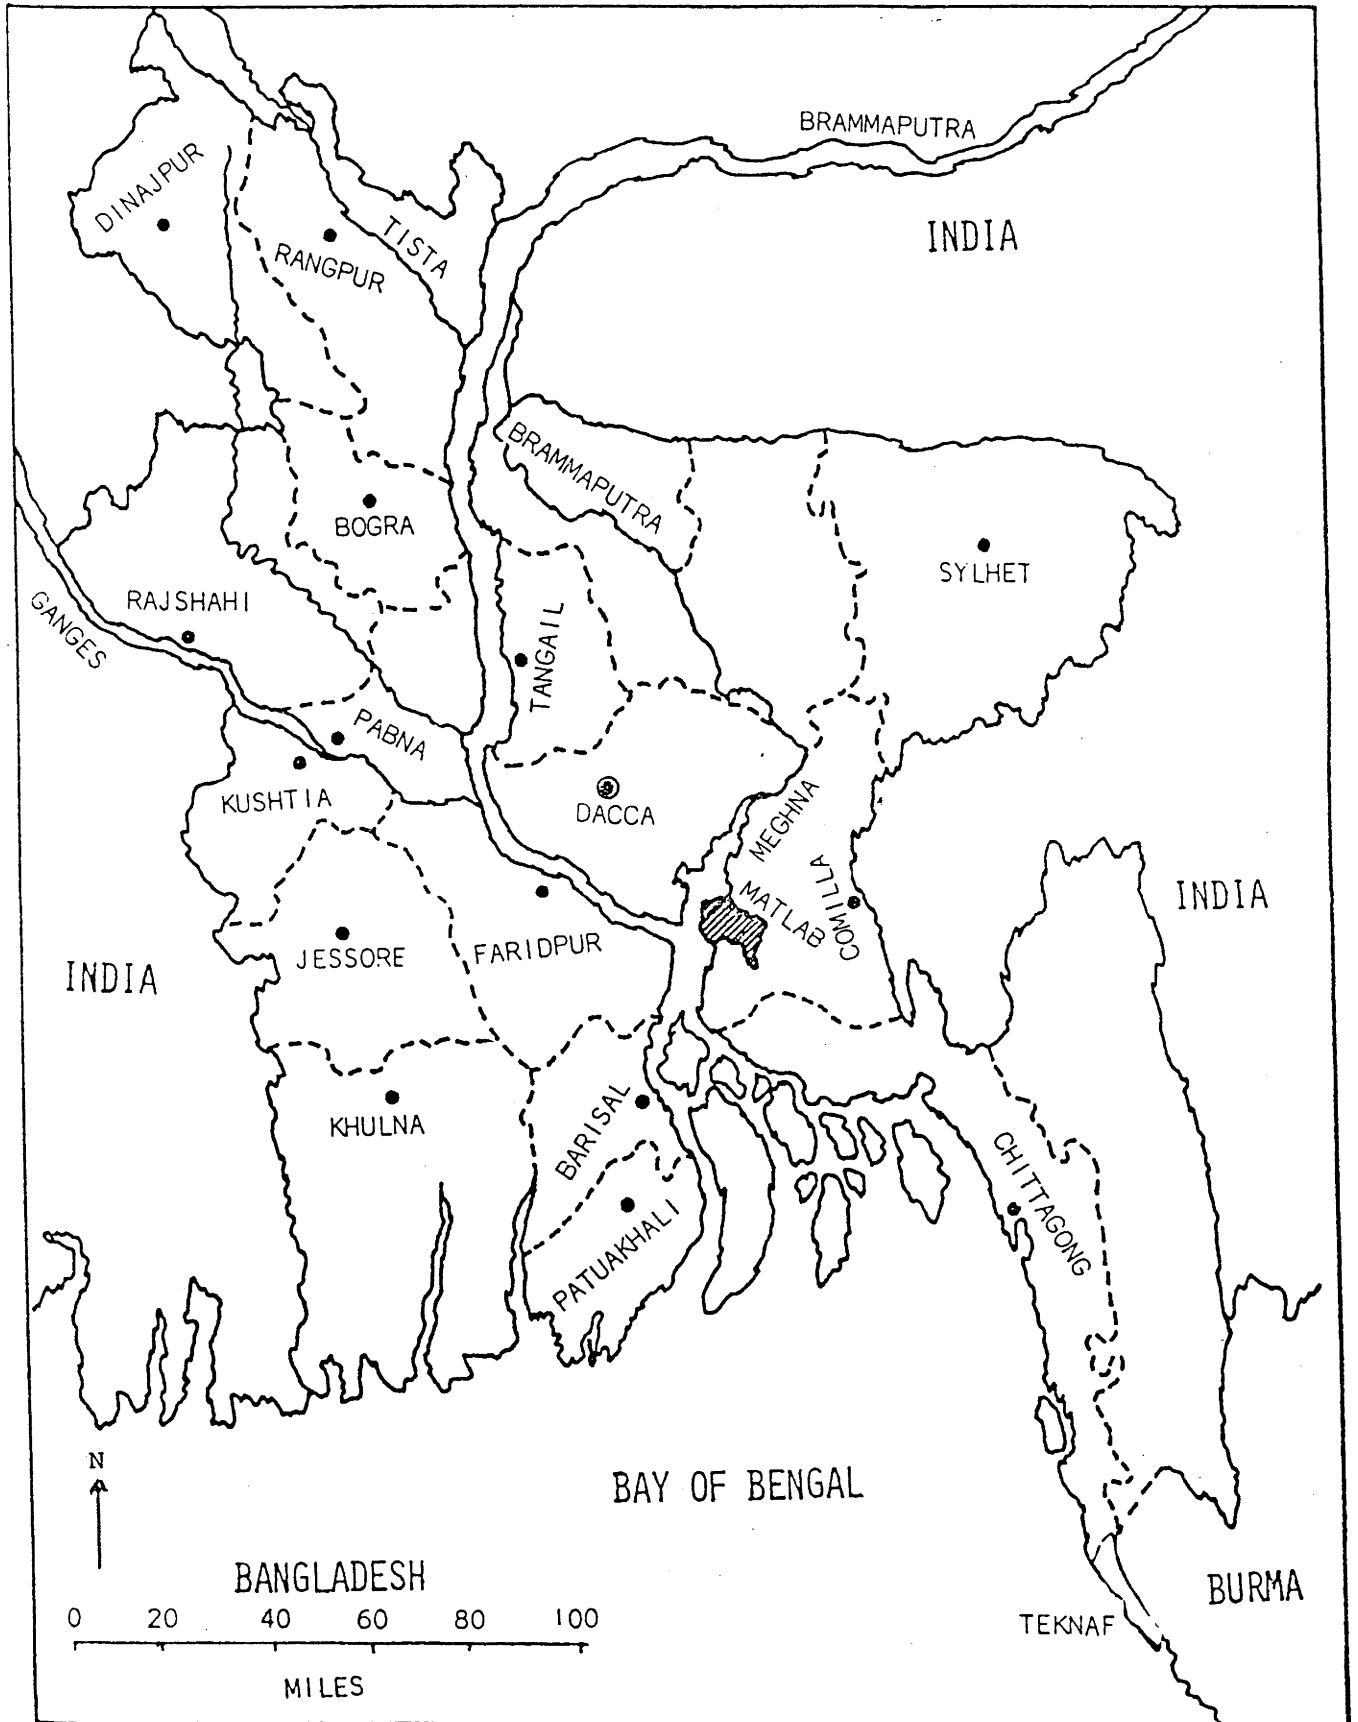 BRAMMAPUTRA
DINAJPUR
TISTA
INDIA
RANGPUR
BRAMMAPUTRA
BOGRA
SYLHET
RAJSHAHI
GANGES
TANGAIL
PABNA
KUSHTIA
DACCA
MEGHNA
MATLAB
COMILLA
INDIA
JESSORE
FARIDPUR
INDIA
KHULNA
BARISAL
CHITTAGONG
PATUAKHALI
N
BAY OF BENGAL
BANGLADESH
BURMA
0 20 40 60 80 100
TEKNAF
MILES